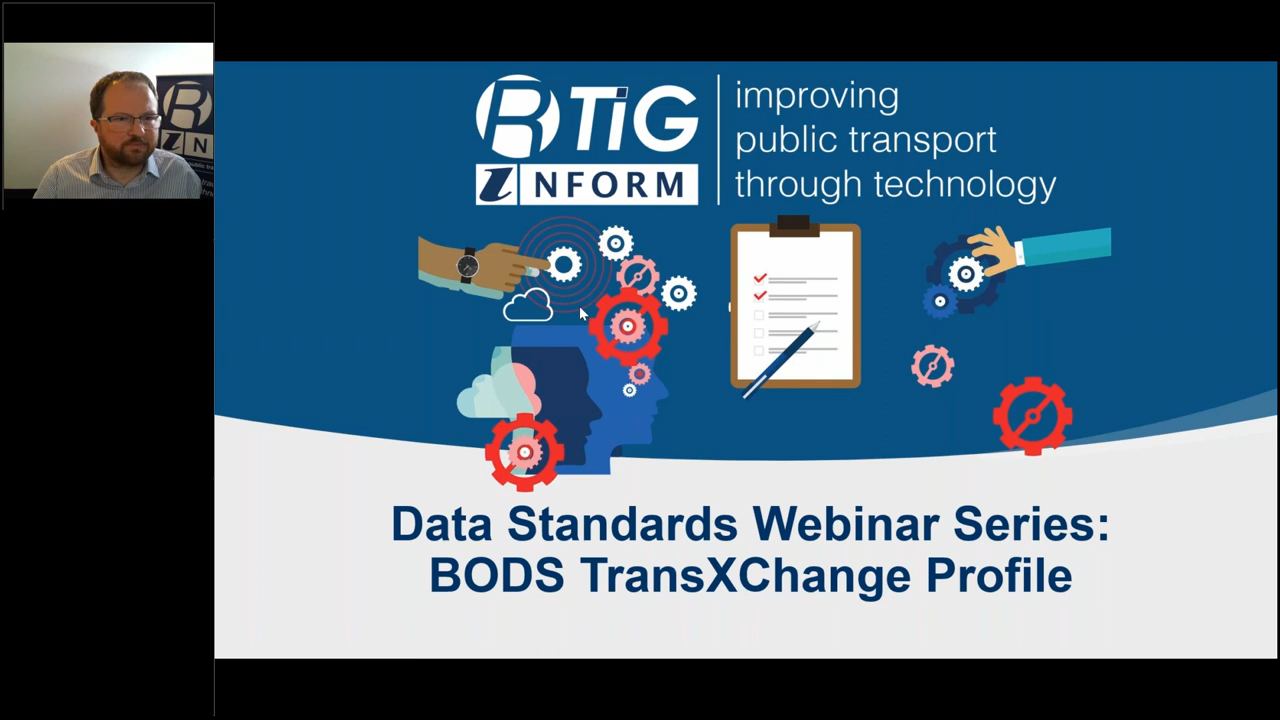 RTiG
iNFORM
improving
public transport
through technology
Data Standards Webinar Series:
BODS TransXChange Profile